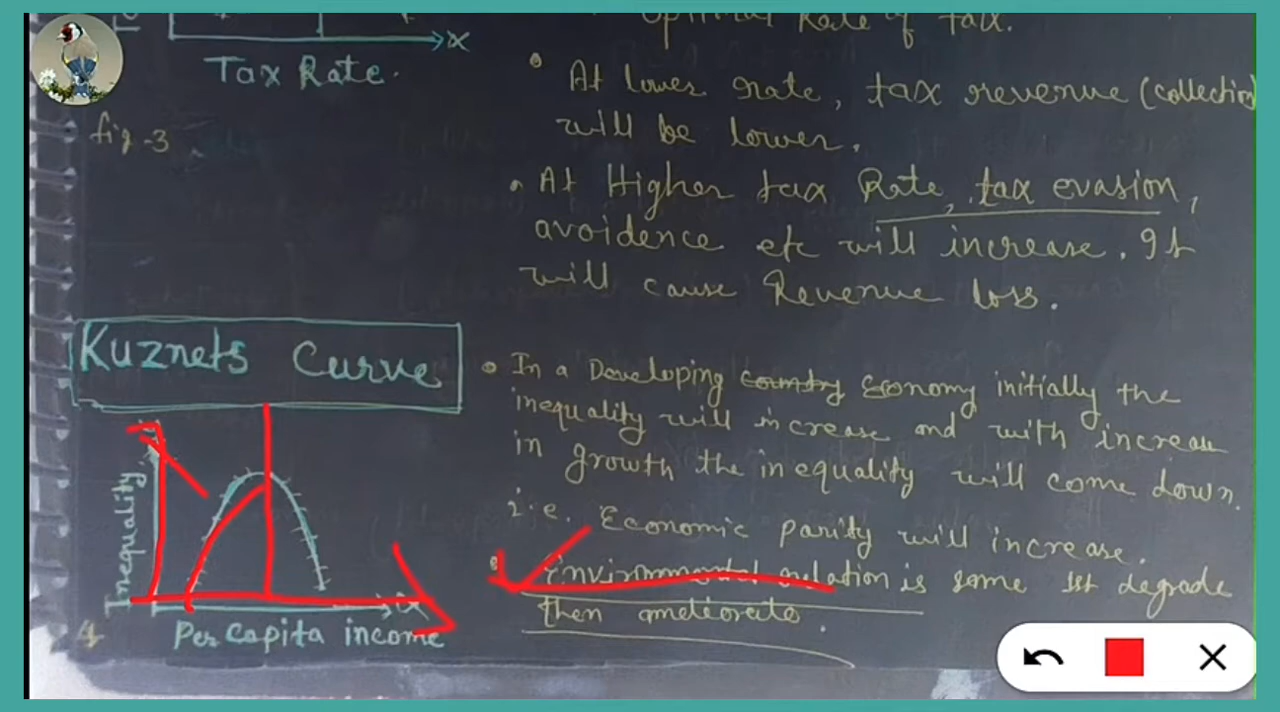 Tax Rate.
x
fig-3
Optimal Rate of Tax.
At lower rate, tax revenue (collection)
will be lower.
At Higher tax Rate, tax evasion,
avoidence etc will increase. It
will cause Revenue loss.
Kuznets Curve
Inequality
x
Per Capita income
4
In a Developing country Economy initially the
inequality will increase and with increase
in growth the inequality will come down.
i.e. Economic parity will increase.
Environmental relation is same 1st degrade
then ameliorate.